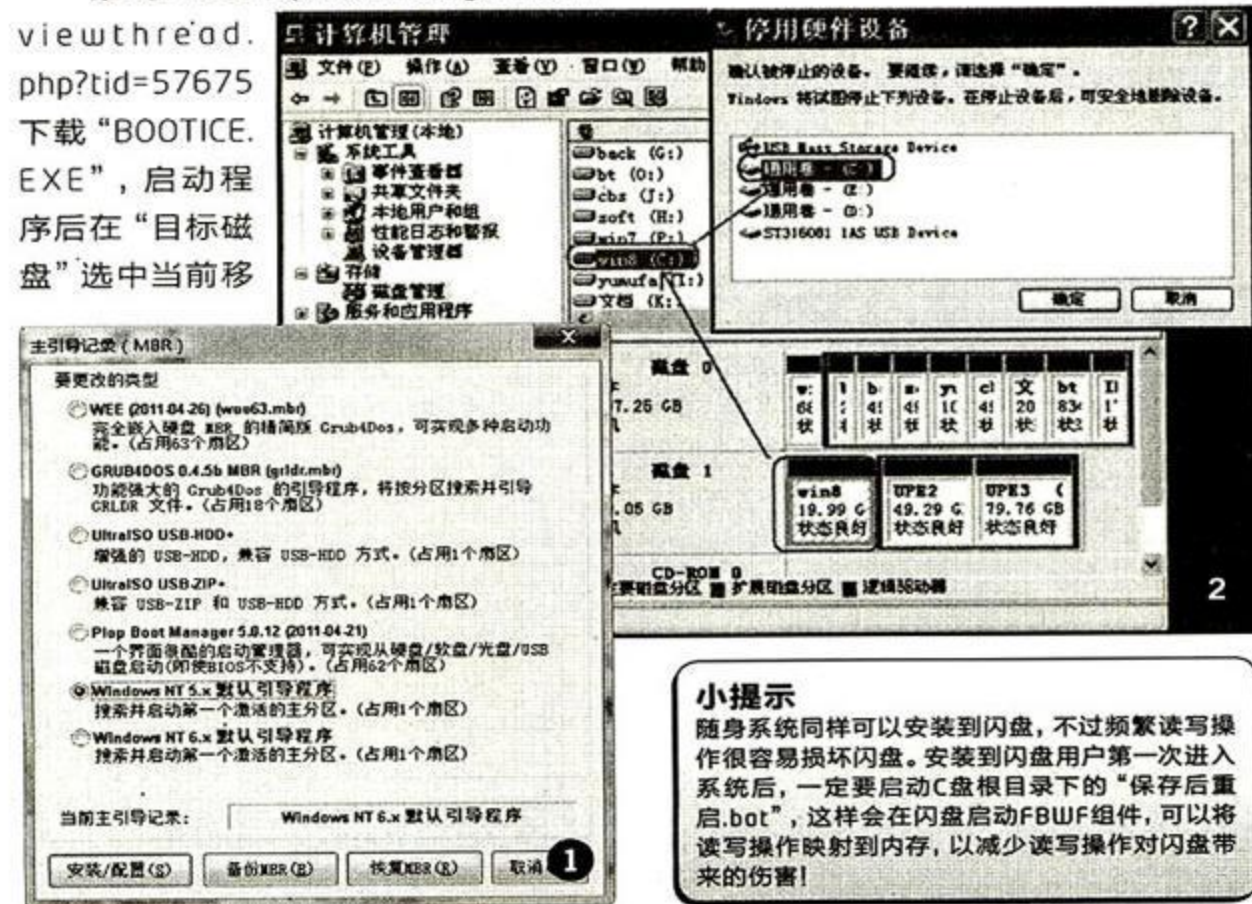 viewthread.
php?tid=57675
下载“BOOTICE.
EXE”，启动程
序后在“目标磁
盘”选中当前移
计算机管理
文件(F) 操作(A) 查看(V) 窗口(W) 帮助
计算机管理(本地)
系统工具
事件查看器
共享文件夹
本地用户和组
性能日志和警报
设备管理器
存储
磁盘管理
服务和应用程序
卷
back (G:)
bt (O:)
cbs (J:)
soft (H:)
win7 (P:)
win8 (C:)
yumufa (I:)
文档 (K:)
停用硬件设备
确认被停止的设备。要继续，请选择“确定”。
Windows 将试图停止下列设备。在停止设备后，可安全地删除设备。
USB Mass Storage Device
通用卷 - (C:)
通用卷 - (E:)
通用卷 - (D:)
ST316081 1AS USB Device
确定 取消
磁盘 0
7.25 GB
磁盘 1
.05 GB
win8
19.99 G
状态良好
UPE2
49.29 G
状态良好
UPE3 (
79.76 GB
状态良好
CD-ROM 0
主要磁盘分区 扩展磁盘分区 逻辑驱动器
2
主引导记录 (MBR)
要更改的类型
WEE (2011-04-26) (wee63.mbr)
完全嵌入硬盘 MBR 的精简版 Grub4Dos，可实现多种启动功
能。(占用63个扇区)
GRUB4DOS 0.4.5b MBR (grldr.mbr)
功能强大的 Grub4Dos 的引导程序，将按分区搜索并引导
GRLDR 文件。(占用18个扇区)
UltraISO USB-HDD+
增强的 USB-HDD，兼容 USB-HDD 方式。(占用1个扇区)
UltraISO USB-ZIP+
兼容 USB-ZIP 和 USB-HDD 方式。(占用1个扇区)
Plop Boot Manager 5.0.12 (2011-04-21)
一个界面很酷的启动管理器，可实现从硬盘/软盘/光盘/USB
磁盘启动(即使BIOS不支持)。(占用62个扇区)
Windows NT 5.x 默认引导程序
搜索并启动第一个激活的主分区。(占用1个扇区)
Windows NT 6.x 默认引导程序
搜索并启动第一个激活的主分区。(占用1个扇区)
当前主引导记录: Windows NT 6.x 默认引导程序
安装/配置(S) 备份MBR(B) 恢复MBR(R) 取消
1
小提示
随身系统同样可以安装到闪盘，不过频繁读写操
作很容易损坏闪盘。安装到闪盘用户第一次进入
系统后，一定要启动C盘根目录下的“保存后重
启.bat”，这样会在闪盘启动FBWF组件，可以将
读写操作映射到内存，以减少读写操作对闪盘带
来的伤害！